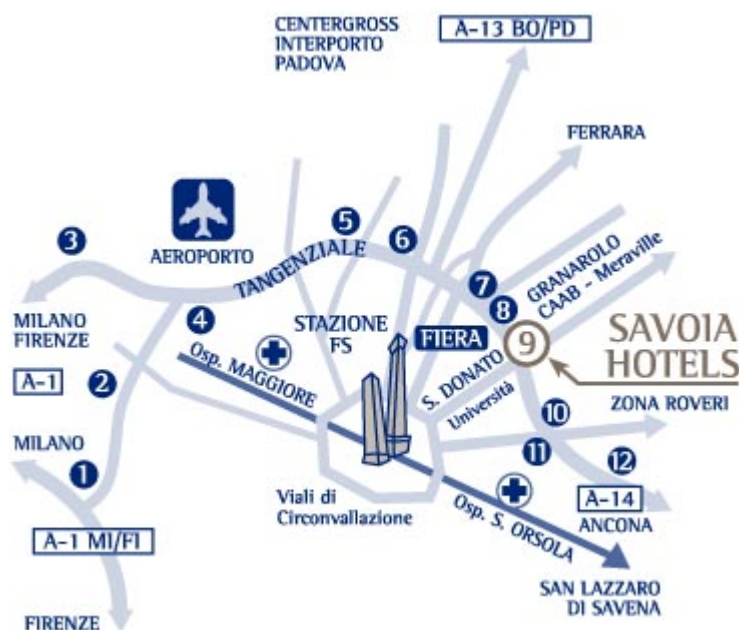 CENTERGROSS
INTERPORTO
PADOVA
A-13 BO/PD
FERRARA
AEROPORTO
TANGENZIALE
3
5
6
7
8
4
GRANAROLO
CAAB - Meraville
MILANO
FIRENZE
A-1
2
STAZIONE
FS
FIERA
Osp. MAGGIORE
S. DONATO
Università
9
SAVOIA
HOTELS
ZONA ROVERI
10
11
12
MILANO
1
A-1 MI/FI
FIRENZE
Viali di
Circonvallazione
Osp. S. ORSOLA
A-14
ANCONA
SAN LAZZARO
DI SAVENA